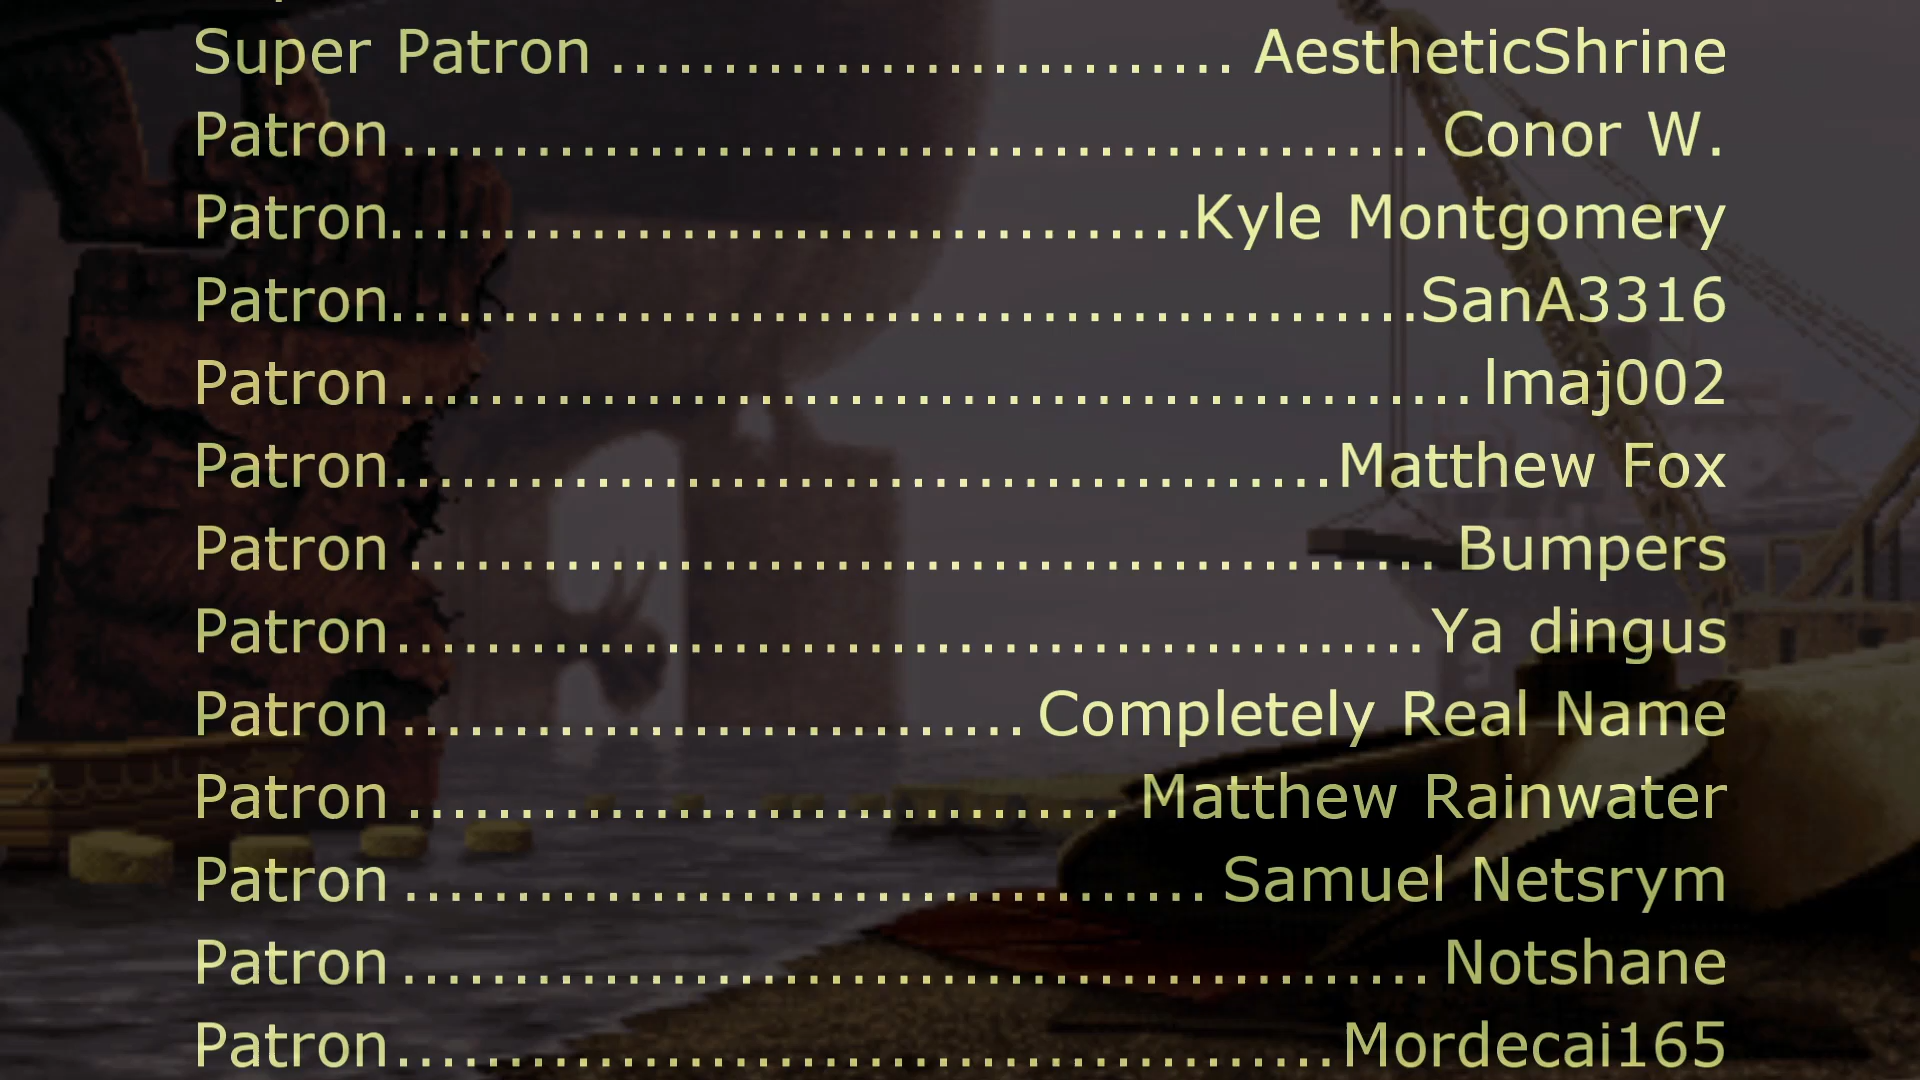 Super Patron ............................ AestheticShrine
Patron .............................................. Conor W.
Patron....................................Kyle Montgomery
Patron..............................................SanA3316
Patron ................................................ lmaj002
Patron..........................................Matthew Fox
Patron .............................................. Bumpers
Patron .............................................. Ya dingus
Patron ............................ Completely Real Name
Patron ................................ Matthew Rainwater
Patron .................................... Samuel Netsrym
Patron .............................................. Notshane
Patron..........................................Mordecai165